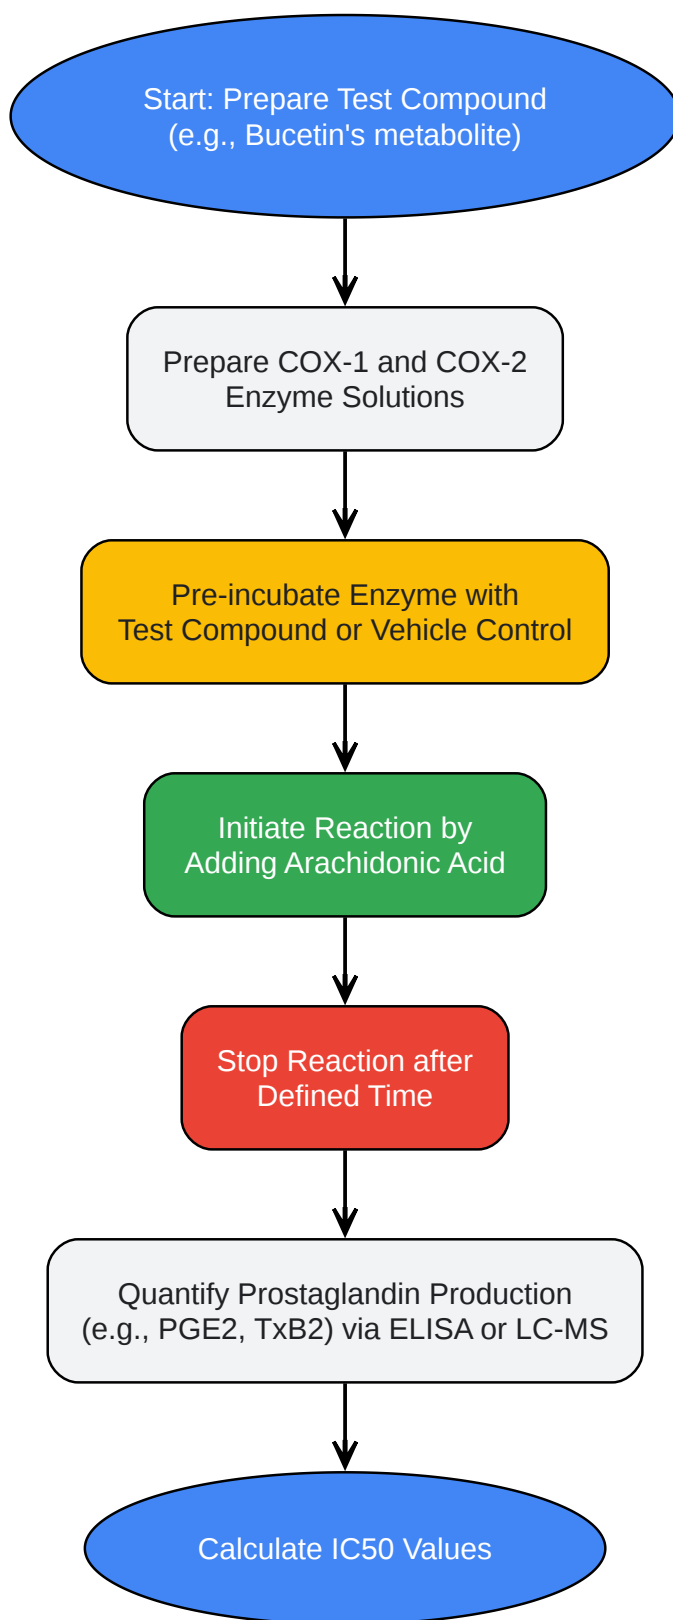 Start: Prepare Test Compound
(e.g., Bucetin's metabolite)
Prepare COX-1 and COX-2
Enzyme Solutions
Pre-incubate Enzyme with
Test Compound or Vehicle Control
Initiate Reaction by
Adding Arachidonic Acid
Stop Reaction after
Defined Time
Quantify Prostaglandin Production
(e.g., PGE2, TxB2) via ELISA or LC-MS
Calculate IC50 Values